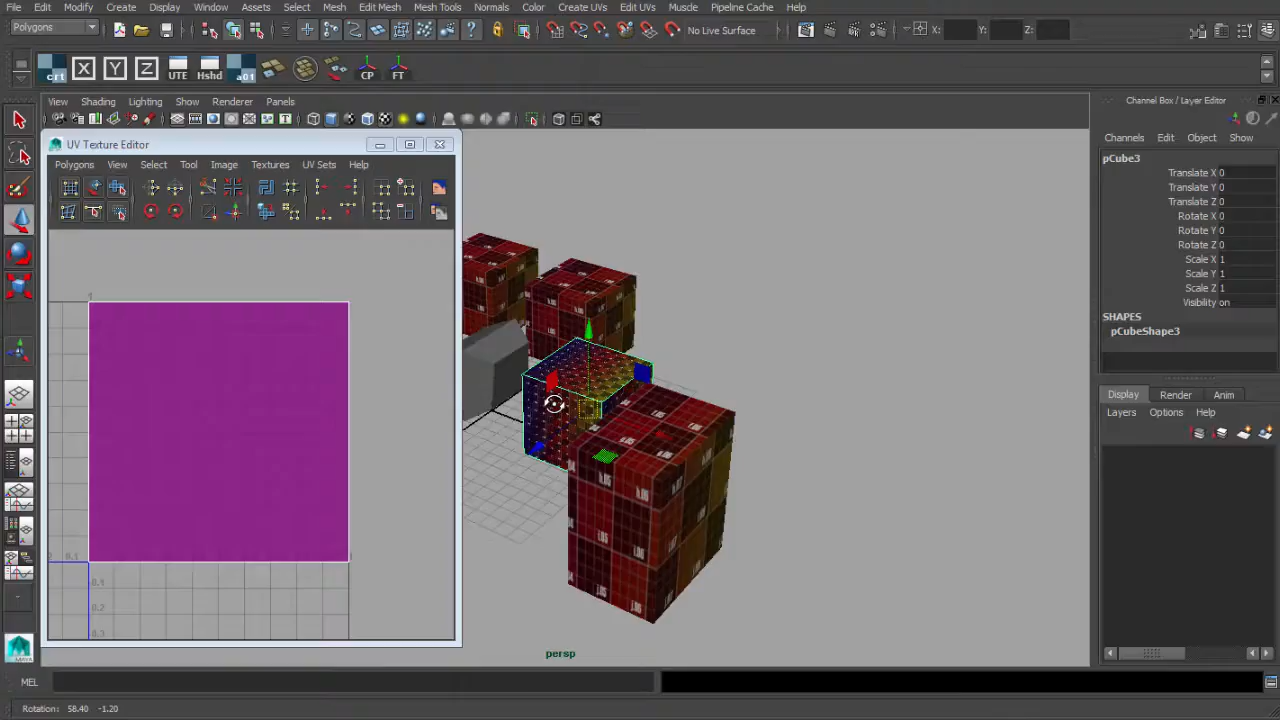 File Edit Modify Create Display Window Assets Select Mesh Edit Mesh Mesh Tools Normals Color Create UVs Edit UVs Muscle Pipeline Cache Help
Polygons
No Live Surface
X:
Y:
Z:
crt
X
Y
Z
UTE
Hshd
a01
CP
FT
View Shading Lighting Show Renderer Panels
Channel Box / Layer Editor
UV Texture Editor
Channels Edit Object Show
Polygons View Select Tool Image Textures UV Sets Help
pCube3
Translate X 0
Translate Y 0
Translate Z 0
Rotate X 0
Rotate Y 0
Rotate Z 0
Scale X 1
Scale Y 1
Scale Z 1
Visibility on
SHAPES
pCubeShape3
1
Display Render Anim
Layers Options Help
persp
MEL
Rotation: 58.40 -1.20